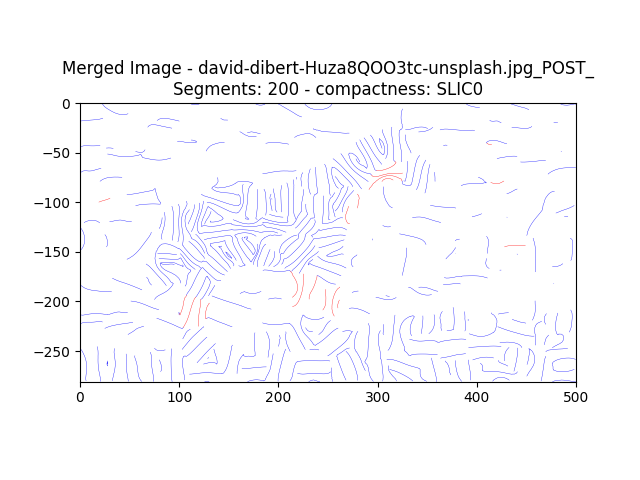 Merged Image - david-dibert-Huza8QOO3tc-unsplash.jpg_POST_
Segments: 200 - compactness: SLIC0
0
−50
−100
−150
−200
−250
0 100 200 300 400 500